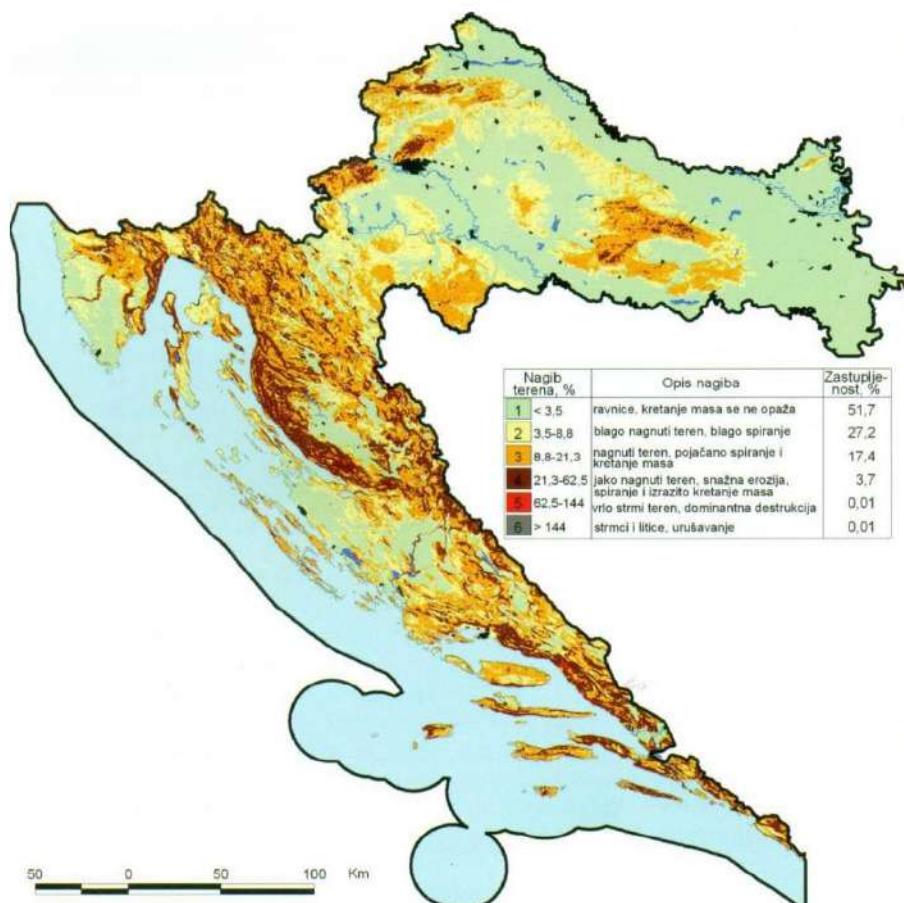 Nagib terena, % Opis nagiba Zastuplje-nost, %
1 < 3,5 ravnice, kretanje masa se ne opaža 51,7
2 3,5-8,8 blago nagnuti teren, blago spiranje 27,2
3 8,8-21,3 nagnuti teren, pojačano spiranje i kretanje masa 17,4
4 21,3-62,5 jako nagnuti teren, snažna erozija, spiranje i izrazito kretanje masa 3,7
5 62,5-144 vrlo strmi teren, dominantna destrukcija 0,01
6 > 144 strmci i litice, urušavanje 0,01
50 0 50 100 Km